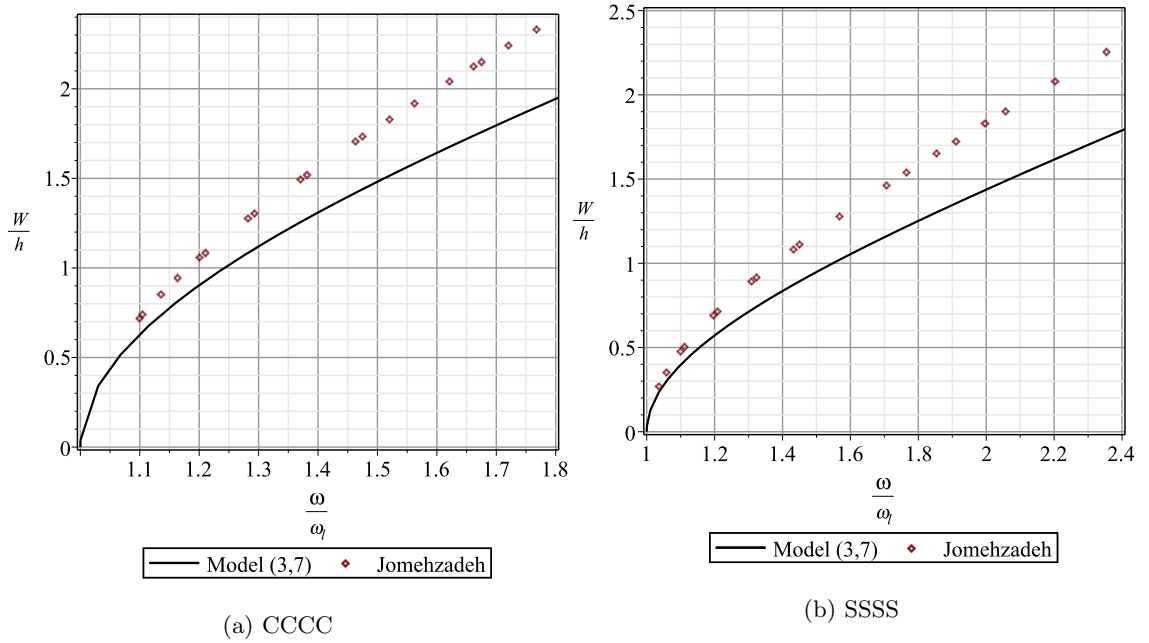 2
1.5
W
h
1
0.5
0
1.1 1.2 1.3 1.4 1.5 1.6 1.7 1.8
ω
ωl
Model (3,7) Jomehzadeh
(a) CCCC
2.5
2
1.5
W
h
1
0.5
0
1 1.2 1.4 1.6 1.8 2 2.2 2.4
ω
ωl
Model (3,7) Jomehzadeh
(b) SSSS